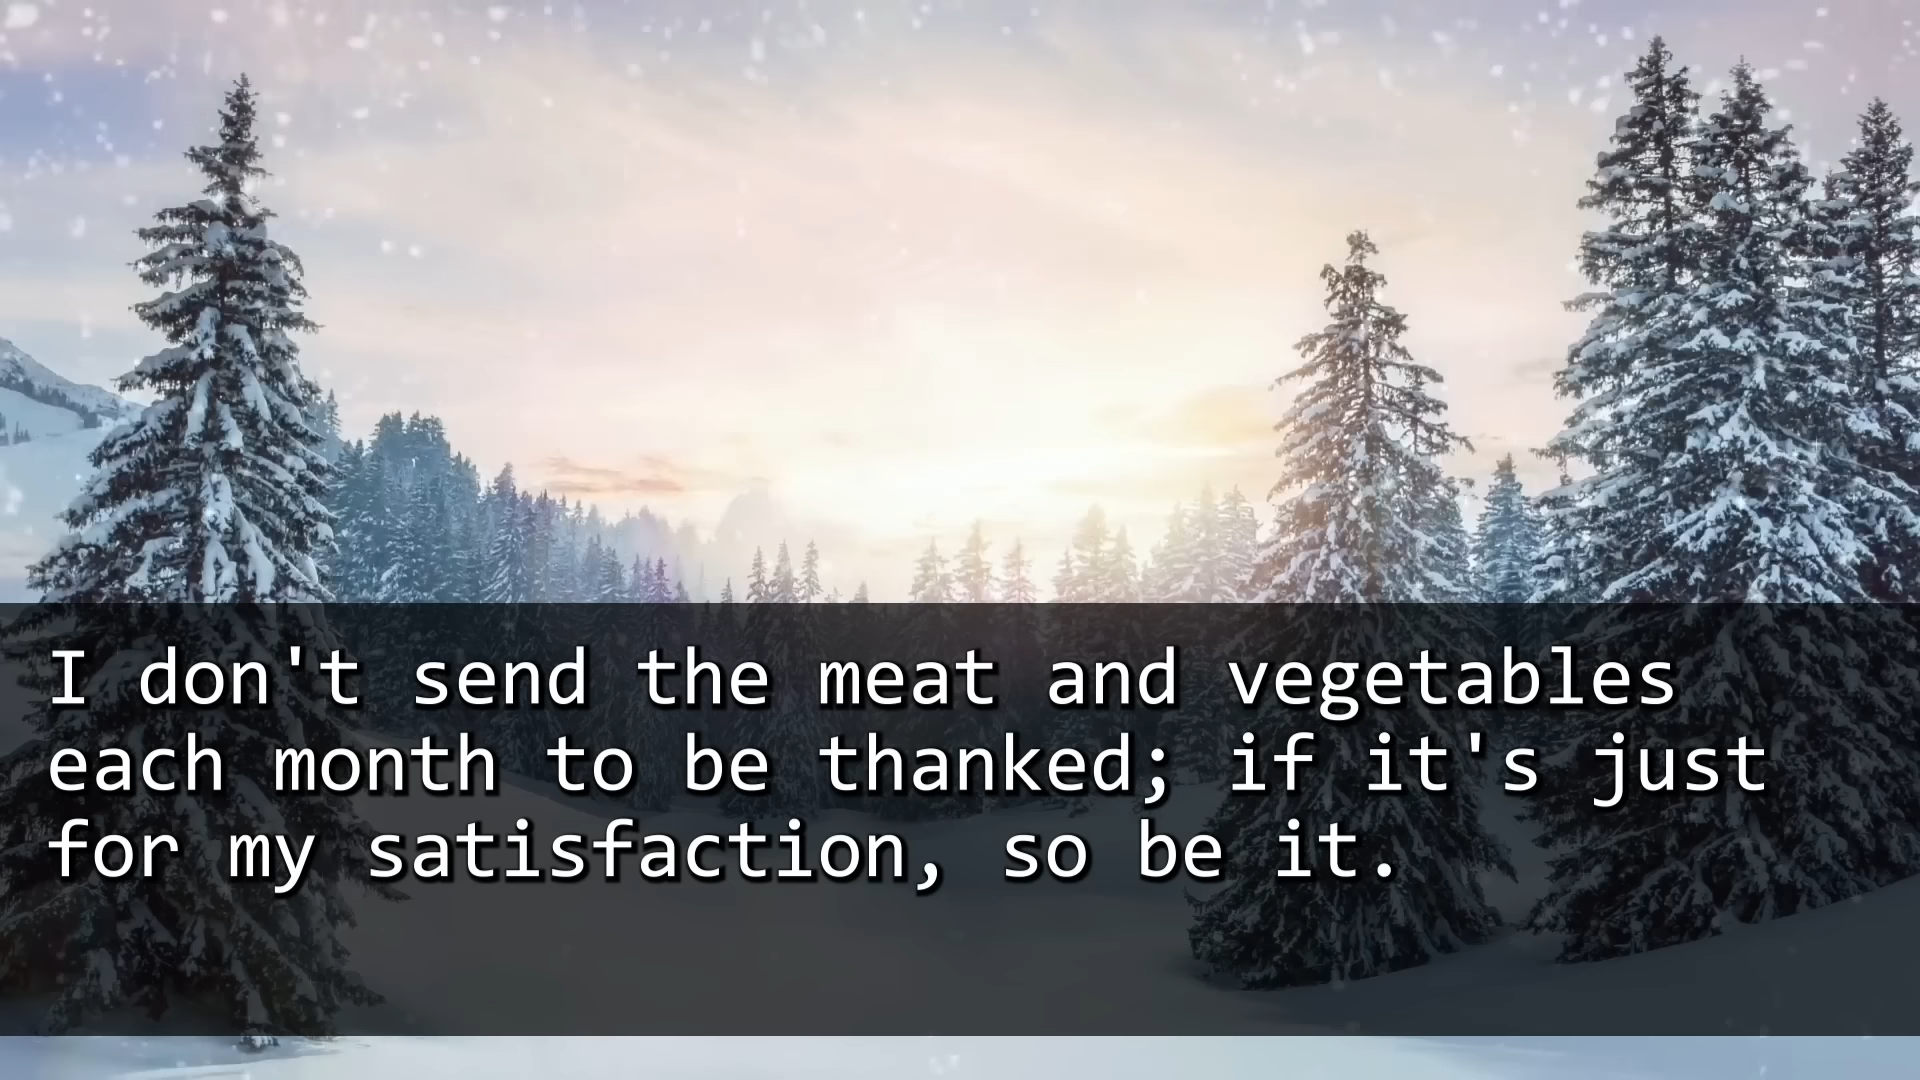 I don't send the meat and vegetables
each month to be thanked; if it's just
for my satisfaction, so be it.